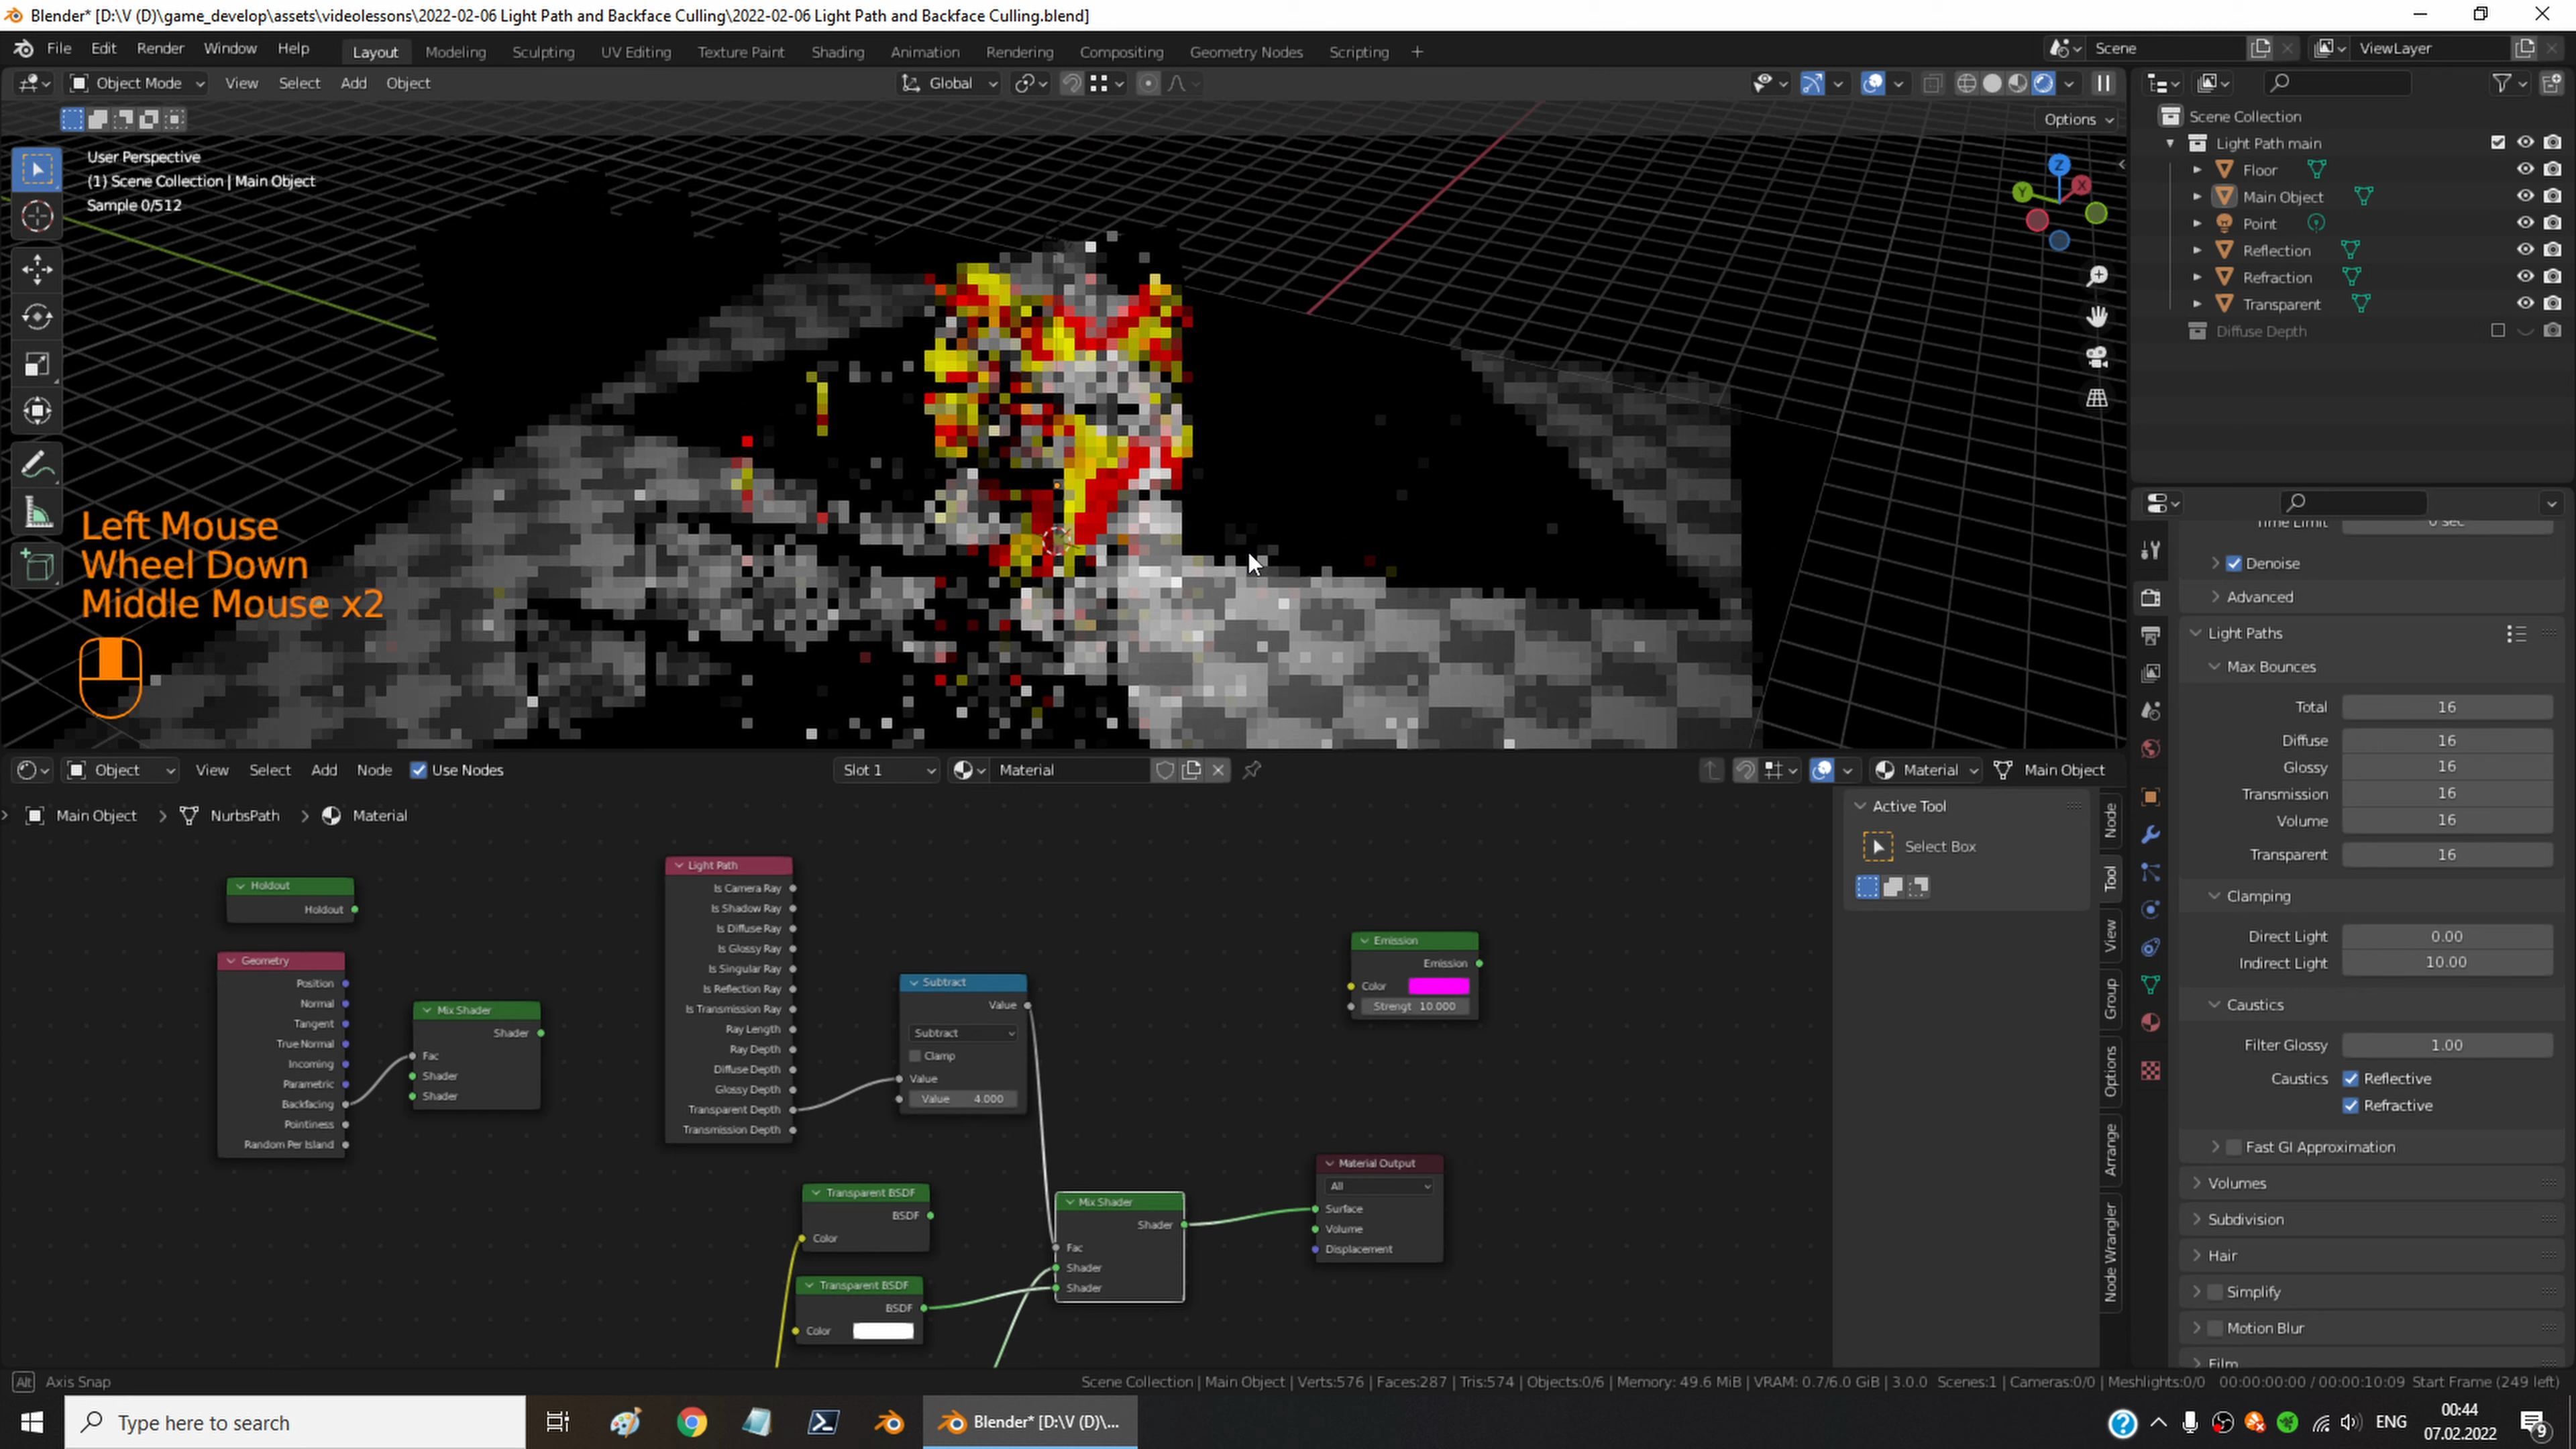 Blender* [D:\V (D)\game_develop\assets\videolessons\2022-02-06 Light Path and Backface Culling\2022-02-06 Light Path and Backface Culling.blend]
File Edit Render Window Help Layout Modeling Sculpting UV Editing Texture Paint Shading Animation Rendering Compositing Geometry Nodes Scripting + Scene ViewLayer
Object Mode View Select Add Object Global
Options
User Perspective
(1) Scene Collection | Main Object
Sample 0/512
Z
Y
X
Left Mouse
Wheel Down
Middle Mouse x2
Scene Collection
Light Path main
Floor
Main Object
Point
Reflection
Refraction
Transparent
Diffuse Depth
Time Limit 0 sec
Denoise
Advanced
Light Paths
Max Bounces
Total 16
Diffuse 16
Glossy 16
Transmission 16
Volume 16
Transparent 16
Clamping
Direct Light 0.00
Indirect Light 10.00
Caustics
Filter Glossy 1.00
Caustics Reflective
Refractive
Fast GI Approximation
Volumes
Subdivision
Hair
Simplify
Motion Blur
Film
Object View Select Add Node Use Nodes Slot 1 Material Material Main Object
Main Object > NurbsPath > Material
Holdout
Holdout
Geometry
Position
Normal
Tangent
True Normal
Incoming
Parametric
Backfacing
Pointiness
Random Per Island
Mix Shader
Shader
Fac
Shader
Shader
Light Path
Is Camera Ray
Is Shadow Ray
Is Diffuse Ray
Is Glossy Ray
Is Singular Ray
Is Reflection Ray
Is Transmission Ray
Ray Length
Ray Depth
Diffuse Depth
Glossy Depth
Transparent Depth
Transmission Depth
Subtract
Value
Subtract
Clamp
Value
Value 4.000
Transparent BSDF
BSDF
Color
Transparent BSDF
BSDF
Color
Mix Shader
Shader
Fac
Shader
Shader
Emission
Emission
Color
Strengt 10.000
Material Output
All
Surface
Volume
Displacement
Active Tool
Select Box
Node
Tool
View
Group
Options
Arrange
Node Wrangler
Alt Axis Snap
Scene Collection | Main Object | Verts:576 | Faces:287 | Tris:574 | Objects:0/6 | Memory: 49.6 MiB | VRAM: 0.7/6.0 GiB | 3.0.0 Scenes:1 | Cameras:0/0 | Meshlights:0/0 00:00:00:00 / 00:00:10:09 Start Frame (249 left)
Type here to search
Blender* [D:\V (D)\...
ENG
00:44
07.02.2022
9